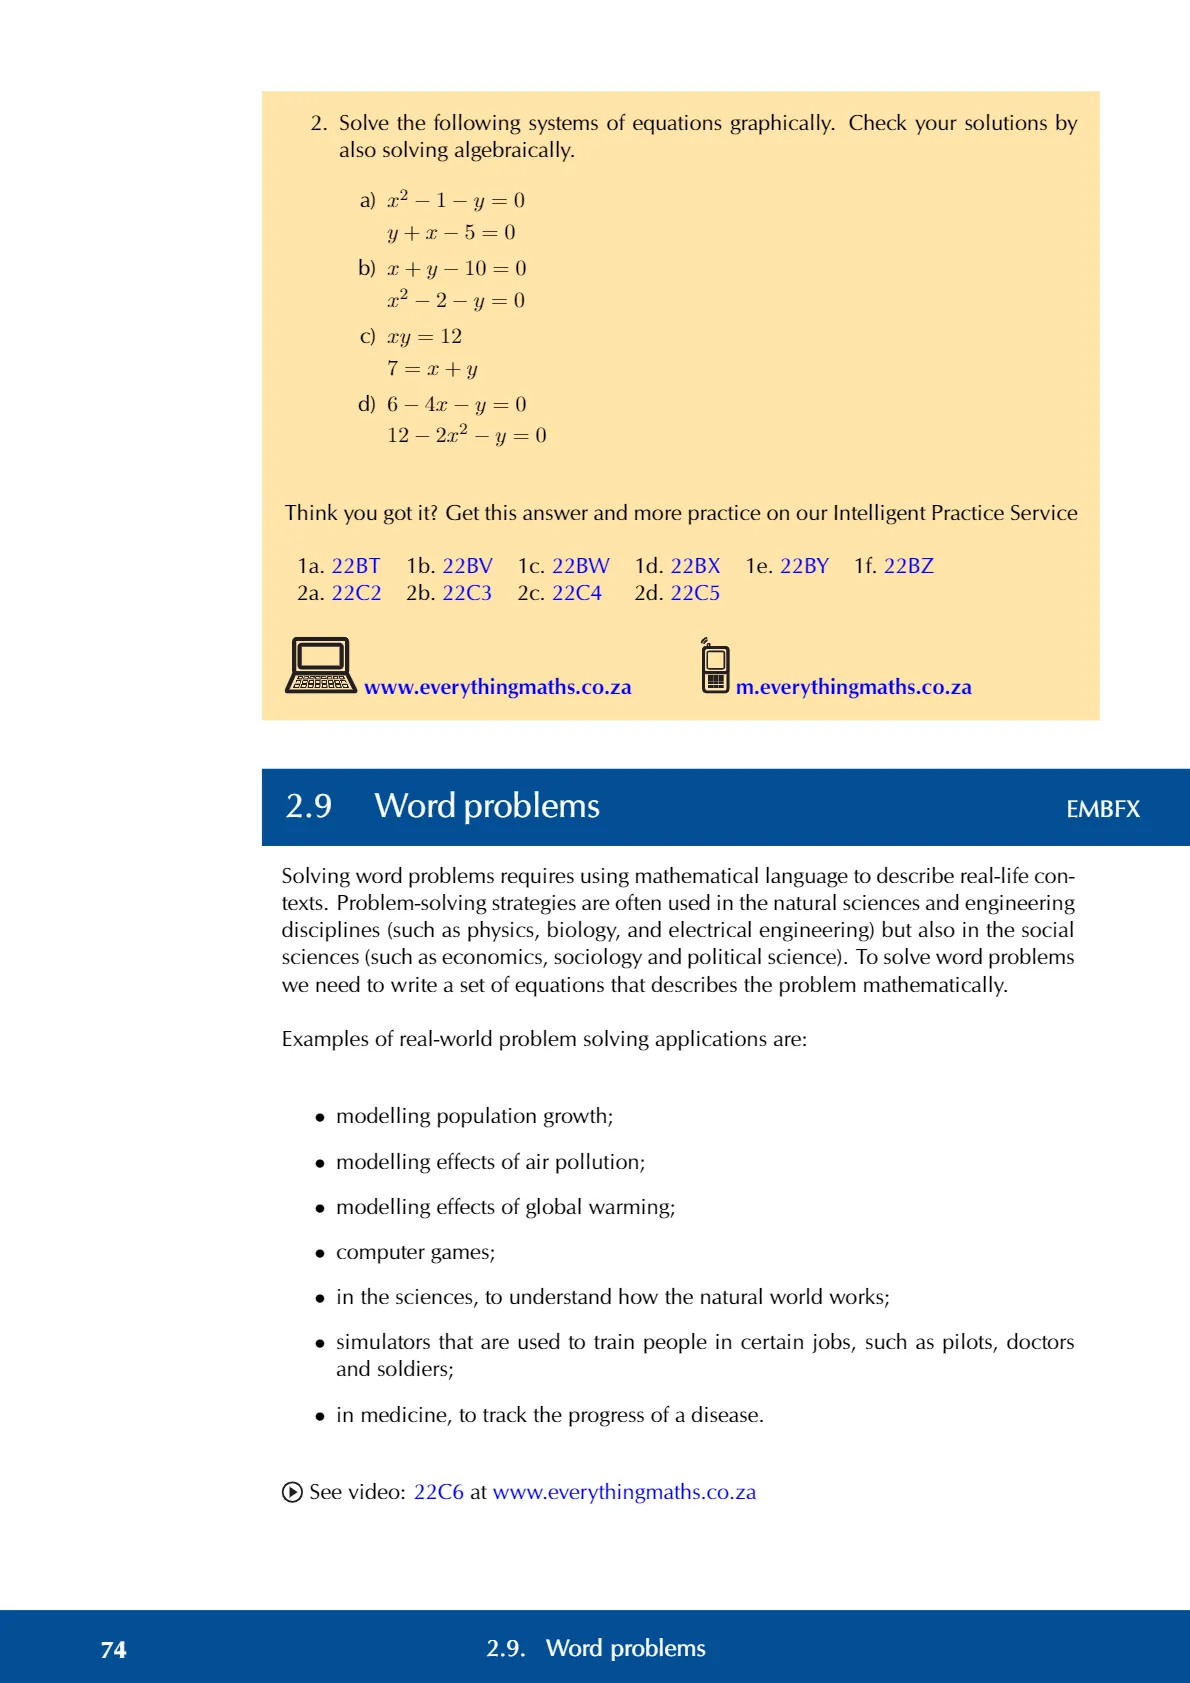 2. Solve the following systems of equations graphically. Check your solutions by
also solving algebraically.
a) x² − 1 − y = 0
y + x − 5 = 0
b) x + y − 10 = 0
x² − 2 − y = 0
c) xy = 12
7 = x + y
d) 6 − 4x − y = 0
12 − 2x² − y = 0
Think you got it? Get this answer and more practice on our Intelligent Practice Service
1a. 22BT 1b. 22BV 1c. 22BW 1d. 22BX 1e. 22BY 1f. 22BZ
2a. 22C2 2b. 22C3 2c. 22C4 2d. 22C5
www.everythingmaths.co.za m.everythingmaths.co.za
2.9 Word problems EMBFX
Solving word problems requires using mathematical language to describe real-life con-
texts. Problem-solving strategies are often used in the natural sciences and engineering
disciplines (such as physics, biology, and electrical engineering) but also in the social
sciences (such as economics, sociology and political science). To solve word problems
we need to write a set of equations that describes the problem mathematically.
Examples of real-world problem solving applications are:
• modelling population growth;
• modelling effects of air pollution;
• modelling effects of global warming;
• computer games;
• in the sciences, to understand how the natural world works;
• simulators that are used to train people in certain jobs, such as pilots, doctors
and soldiers;
• in medicine, to track the progress of a disease.
See video: 22C6 at www.everythingmaths.co.za
74 2.9. Word problems